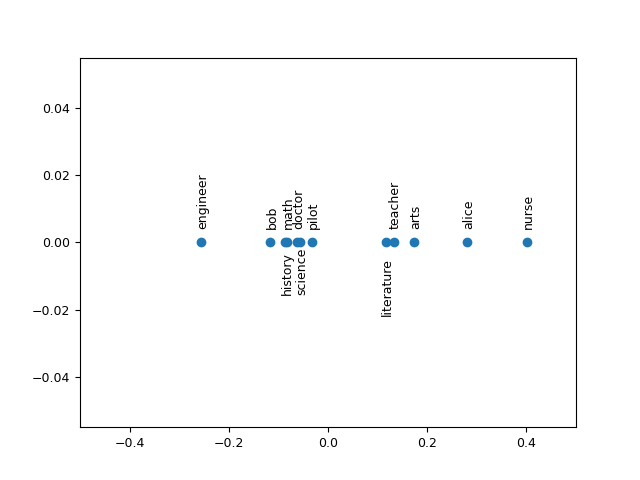 0.04
0.02
0.00
−0.02
−0.04
engineer
bob
math
doctor
pilot
teacher
arts
alice
nurse
history
science
literature
−0.4
−0.2
0.0
0.2
0.4